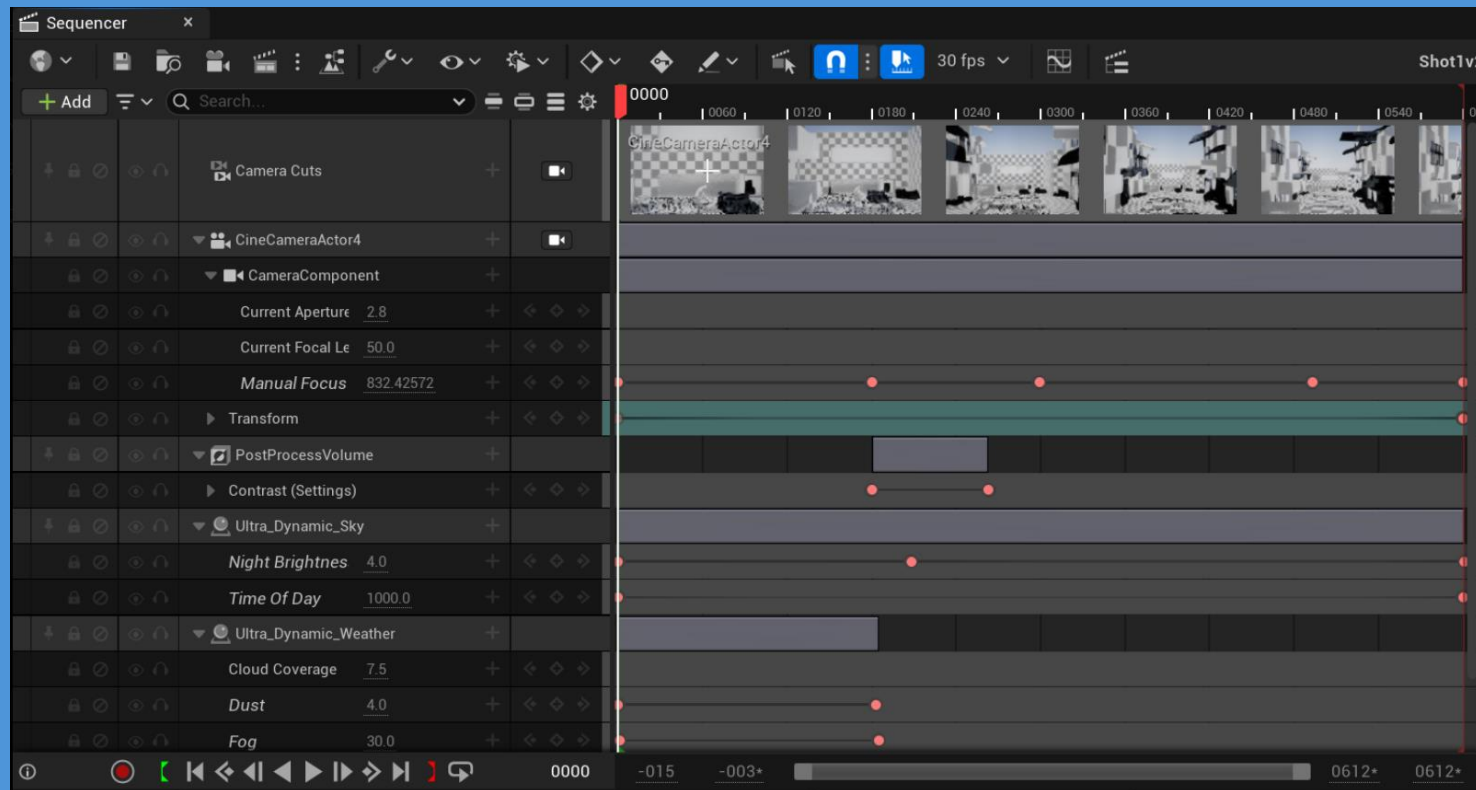 Sequencer ×
30 fps
Shot1v
+ Add
Search...
0000
0060 0120 0180 0240 0300 0360 0420 0480 0540
CineCameraActor4
Camera Cuts
CineCameraActor4
CameraComponent
Current Aperture 2.8
Current Focal Le 50.0
Manual Focus 832.42572
Transform
PostProcessVolume
Contrast (Settings)
Ultra_Dynamic_Sky
Night Brightnes 4.0
Time Of Day 1000.0
Ultra_Dynamic_Weather
Cloud Coverage 7.5
Dust 4.0
Fog 30.0
0000 -015 -003* 0612* 0612*